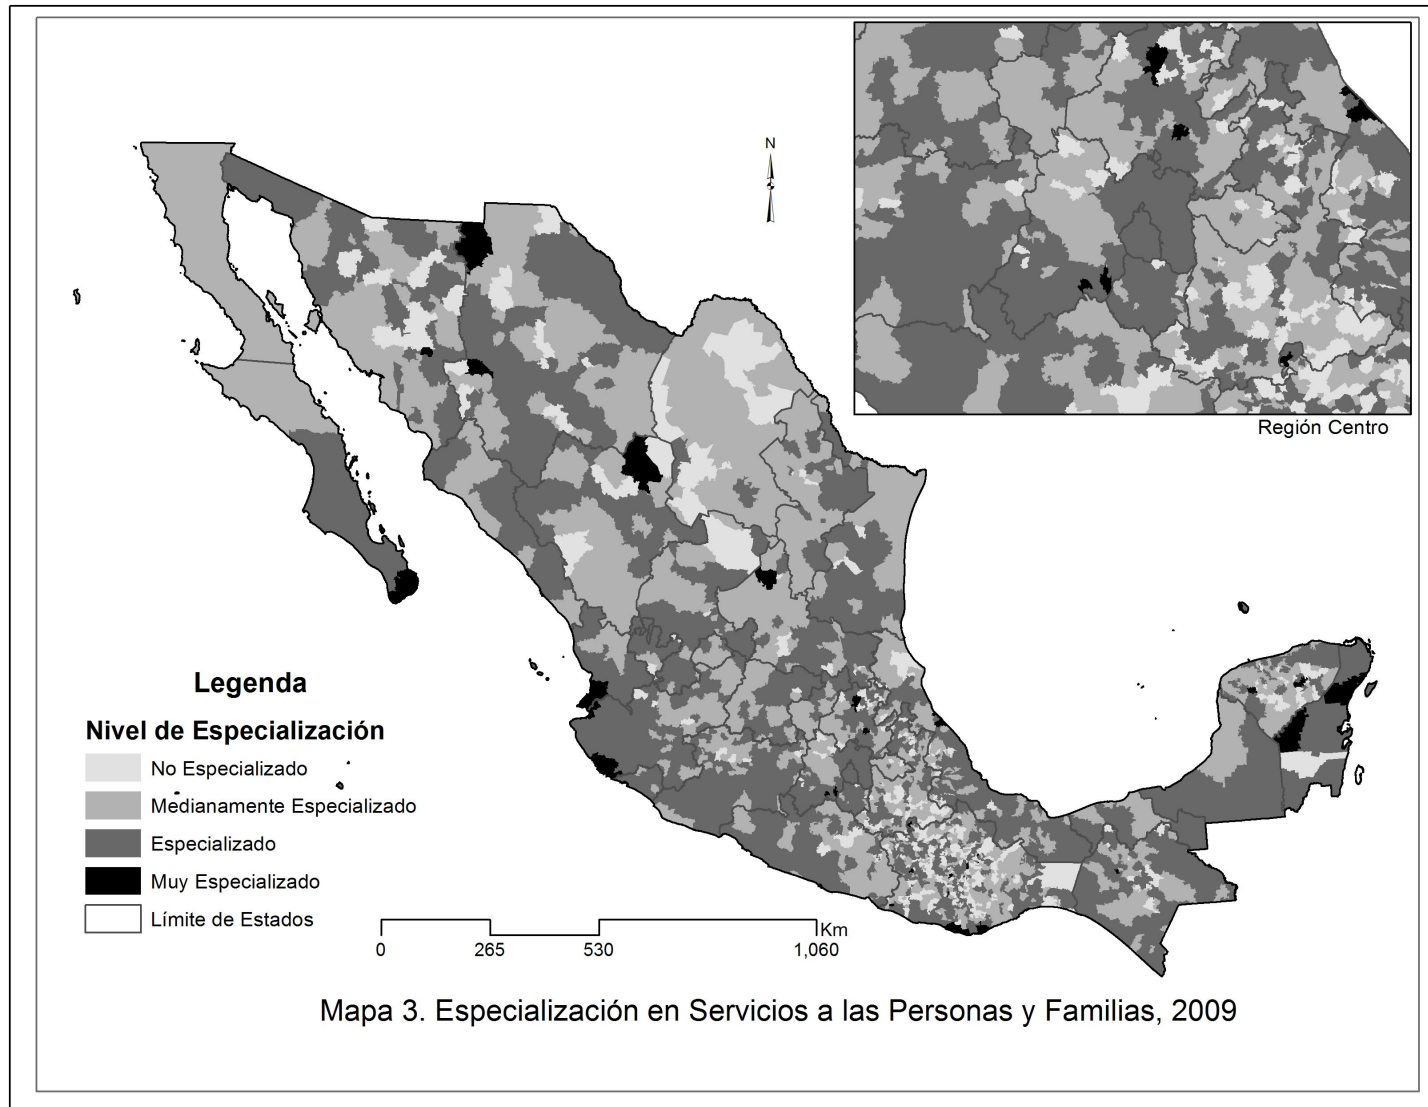 N
Región Centro
Legenda
Nivel de Especialización
No Especializado
Medianamente Especializado
Especializado
Muy Especializado
Límite de Estados
Km
0 265 530 1,060
Mapa 3. Especialización en Servicios a las Personas y Familias, 2009